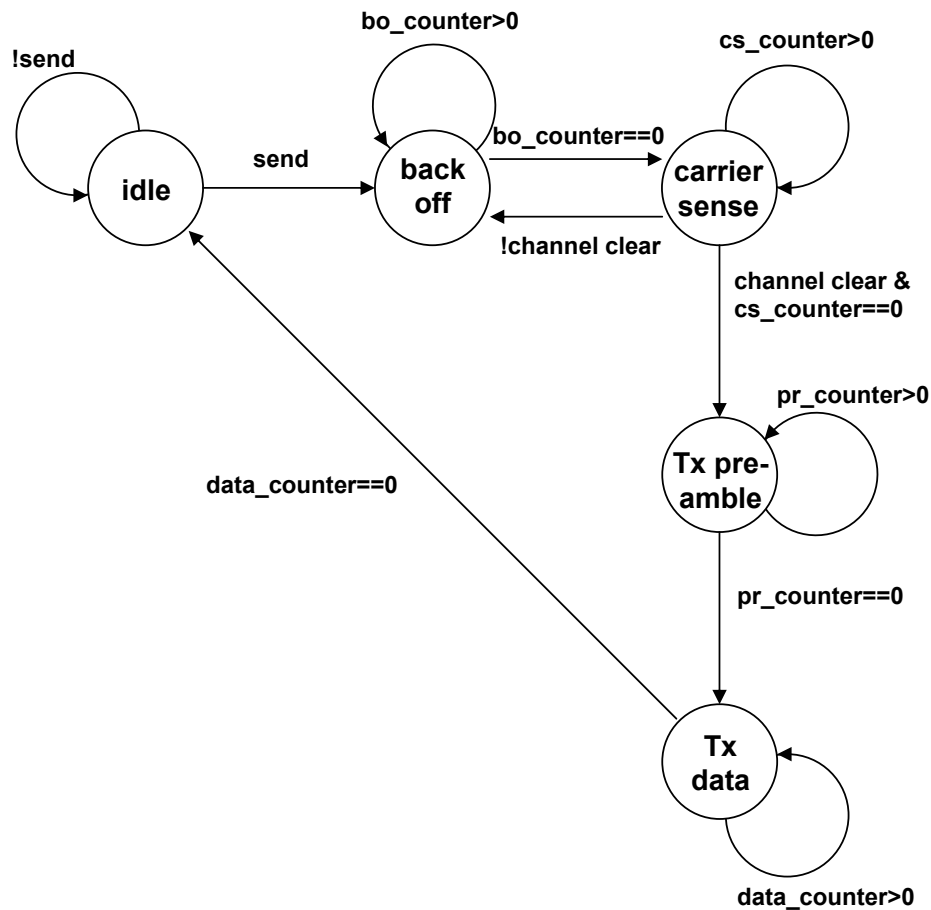 bo_counter>0
cs_counter>0
!send
send
bo_counter==0
idle
back
off
carrier
sense
!channel clear
channel clear &
cs_counter==0
pr_counter>0
Tx pre-
amble
data_counter==0
pr_counter==0
Tx
data
data_counter>0